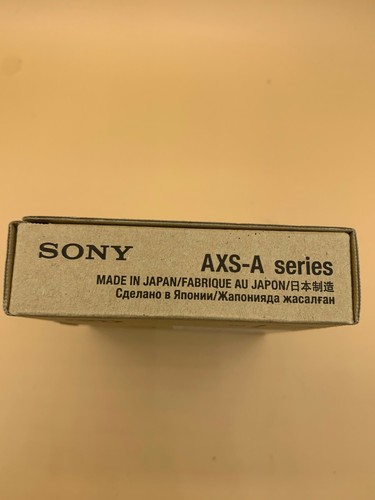 SONY
AXS-A series
MADE IN JAPAN/FABRIQUE AU JAPON/日本制造
Сделано в Японии/Жапонияда жасалған